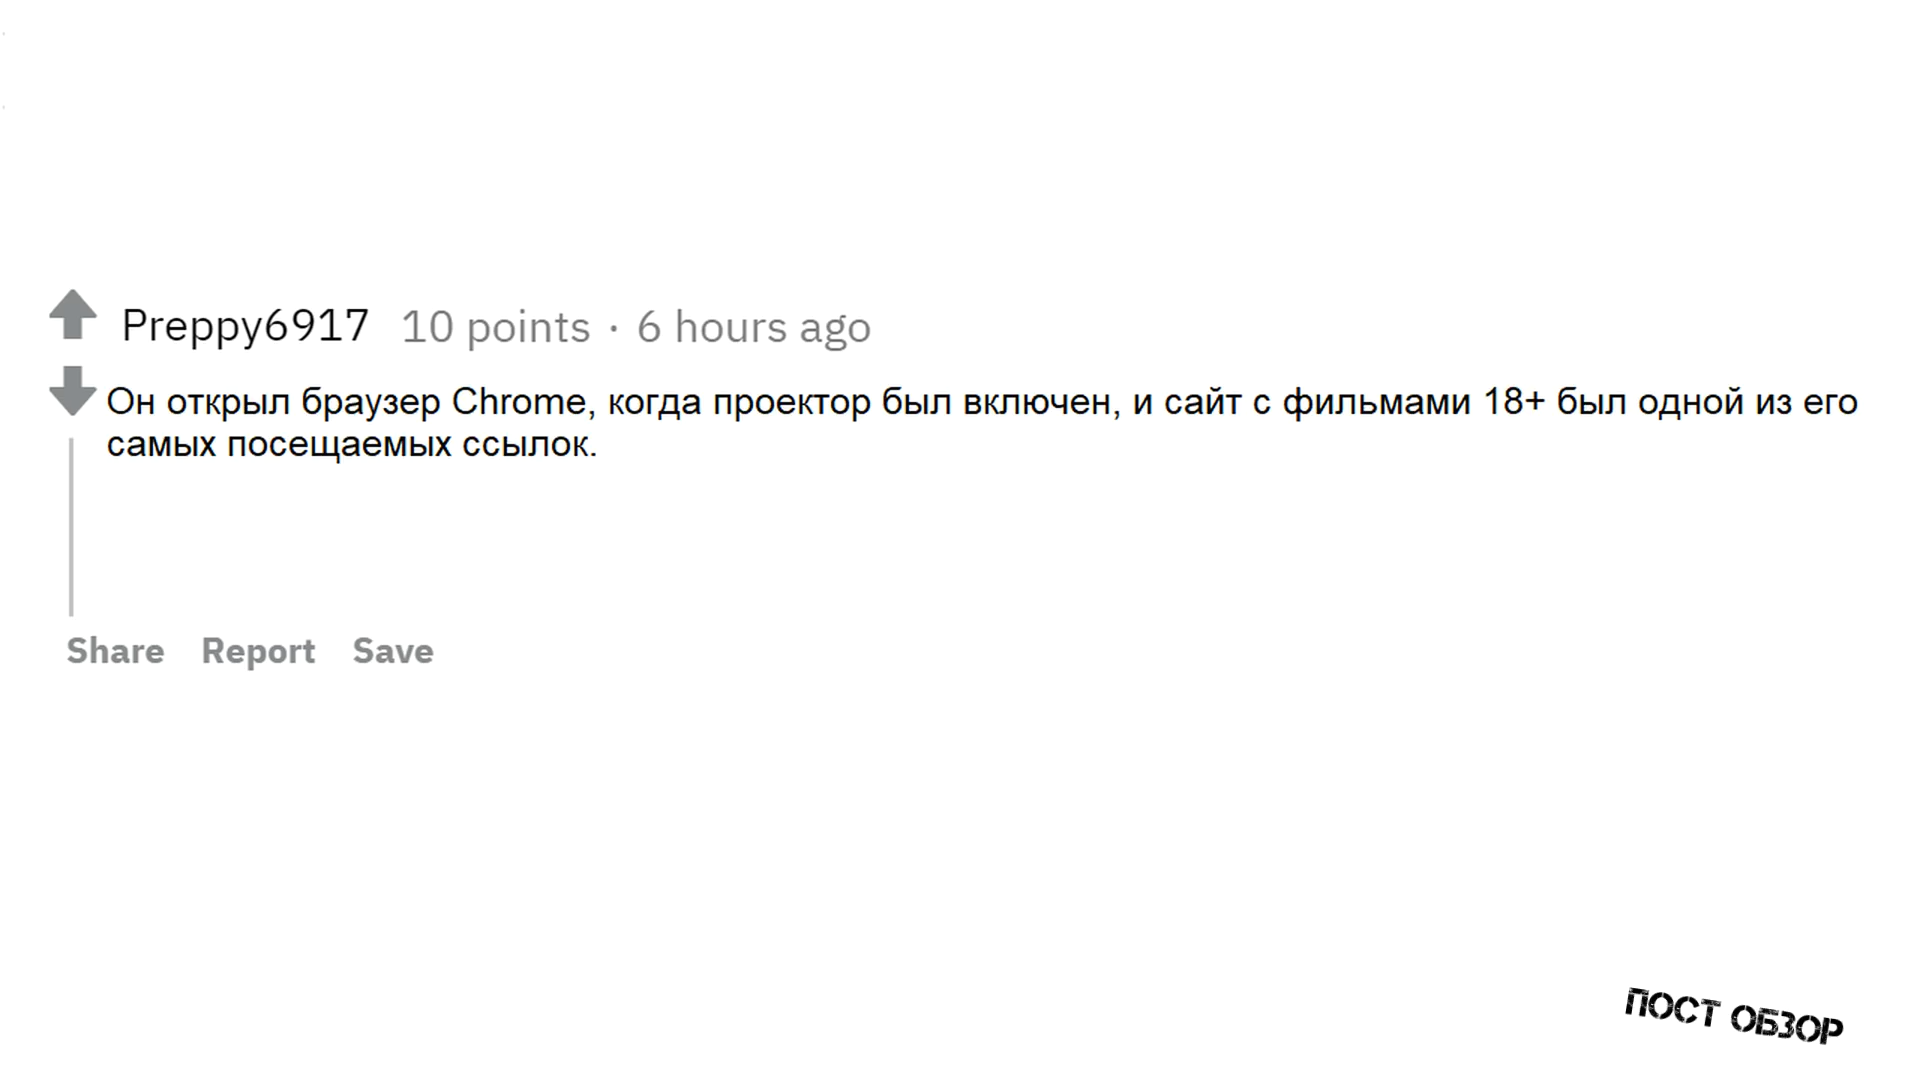 Preppy6917 10 points · 6 hours ago
Он открыл браузер Chrome, когда проектор был включен, и сайт с фильмами 18+ был одной из его
самых посещаемых ссылок.
Share Report Save
ПОСТ ОБЗОР